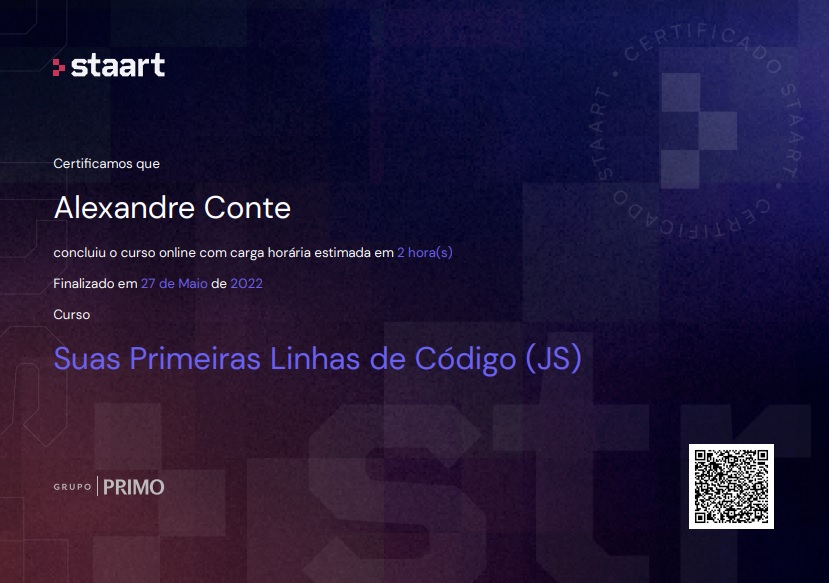 staart
CERTIFICADO STAART • CERTIFICADO STAART •
Certificamos que
Alexandre Conte
concluiu o curso online com carga horária estimada em 2 hora(s)
Finalizado em 27 de Maio de 2022
Curso
Suas Primeiras Linhas de Código (JS)
str
GRUPO PRIMO